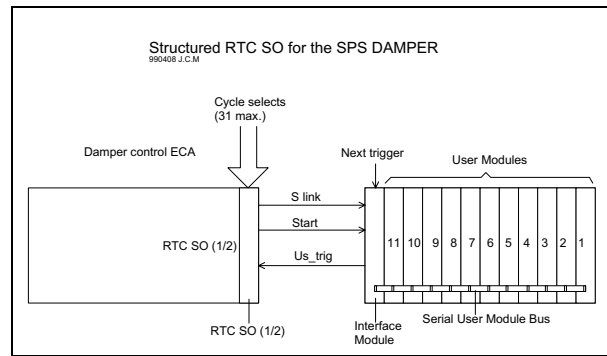 Structured RTC SO for the SPS DAMPER
990408 J.C.M
Cycle selects
(31 max.)
Damper control ECA
Next trigger
User Modules
S link
Start
Us_trig
RTC SO (1/2)
11 10 9 8 7 6 5 4 3 2 1
RTC SO (1/2)
Interface
Module
Serial User Module Bus